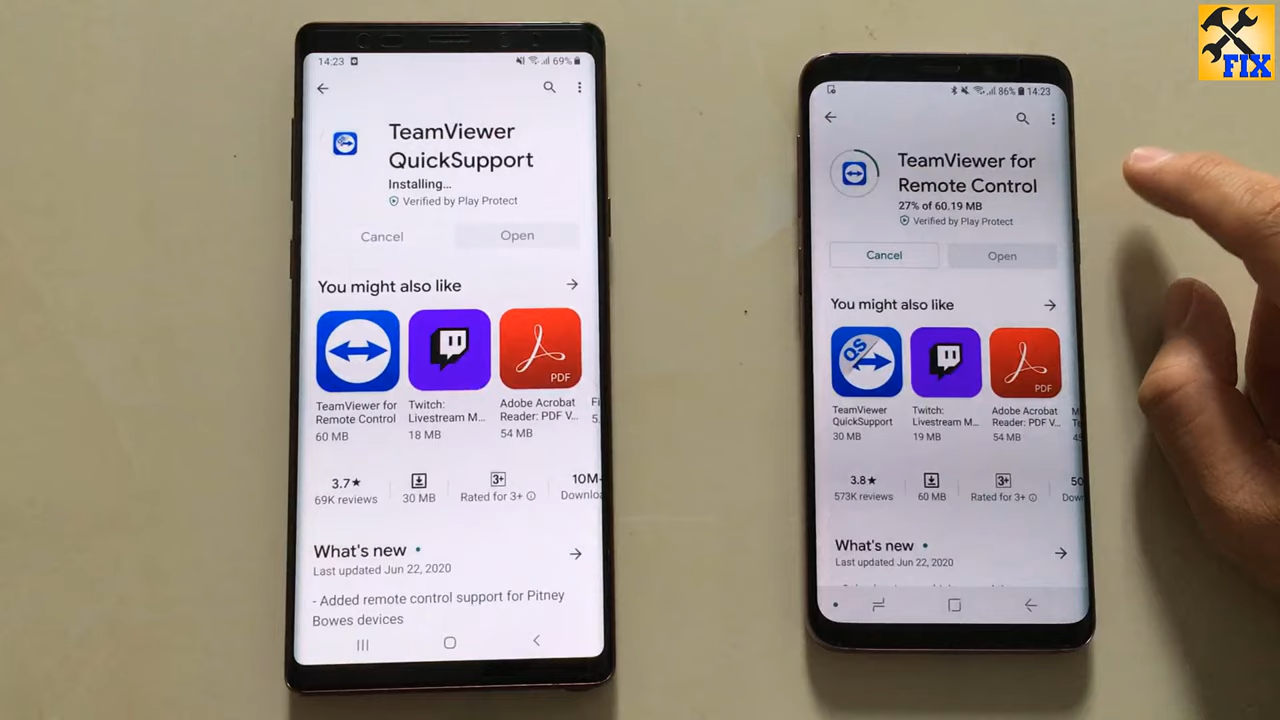 14:23
69%
TeamViewer
QuickSupport
Installing...
Verified by Play Protect
Cancel
Open
You might also like
PDF
TeamViewer for
Remote Control
60 MB
Twitch:
Livestream M...
18 MB
Adobe Acrobat
Reader: PDF V...
54 MB
3.7★
69K reviews
30 MB
3+
Rated for 3+
10M
Downloa
What's new
Last updated Jun 22, 2020
- Added remote control support for Pitney
Bowes devices
86% 14:23
TeamViewer for
Remote Control
27% of 60.19 MB
Verified by Play Protect
Cancel
Open
You might also like
QS
PDF
TeamViewer
QuickSupport
30 MB
Twitch:
Livestream M...
19 MB
Adobe Acrobat
Reader: PDF V...
54 MB
3.8★
573K reviews
60 MB
3+
Rated for 3+
50
Dow
What's new
Last updated Jun 22, 2020
FIX